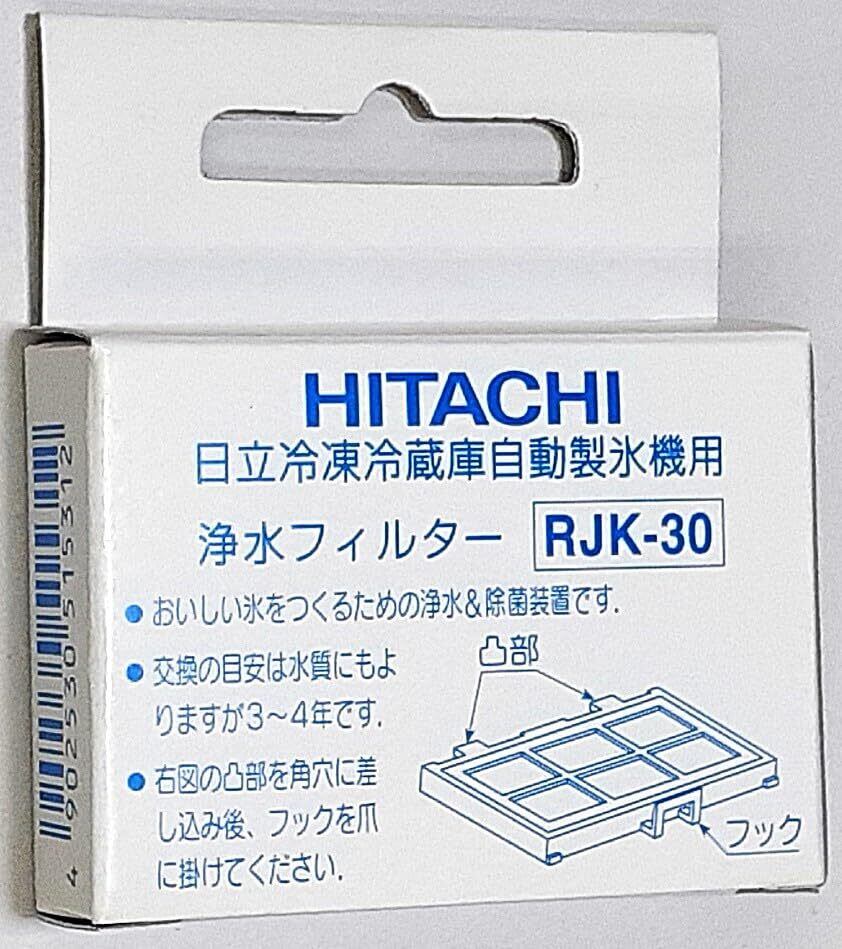 HITACHI
日立冷凍冷蔵庫自動製氷機用
浄水フィルター RJK-30
● おいしい氷をつくるための浄水&除菌装置です.
● 交換の目安は水質にもよ
りますが3~4年です.
● 右図の凸部を角穴に差
し込み後、フックを爪
に掛けてください.
凸部
フック
4 902530 515312